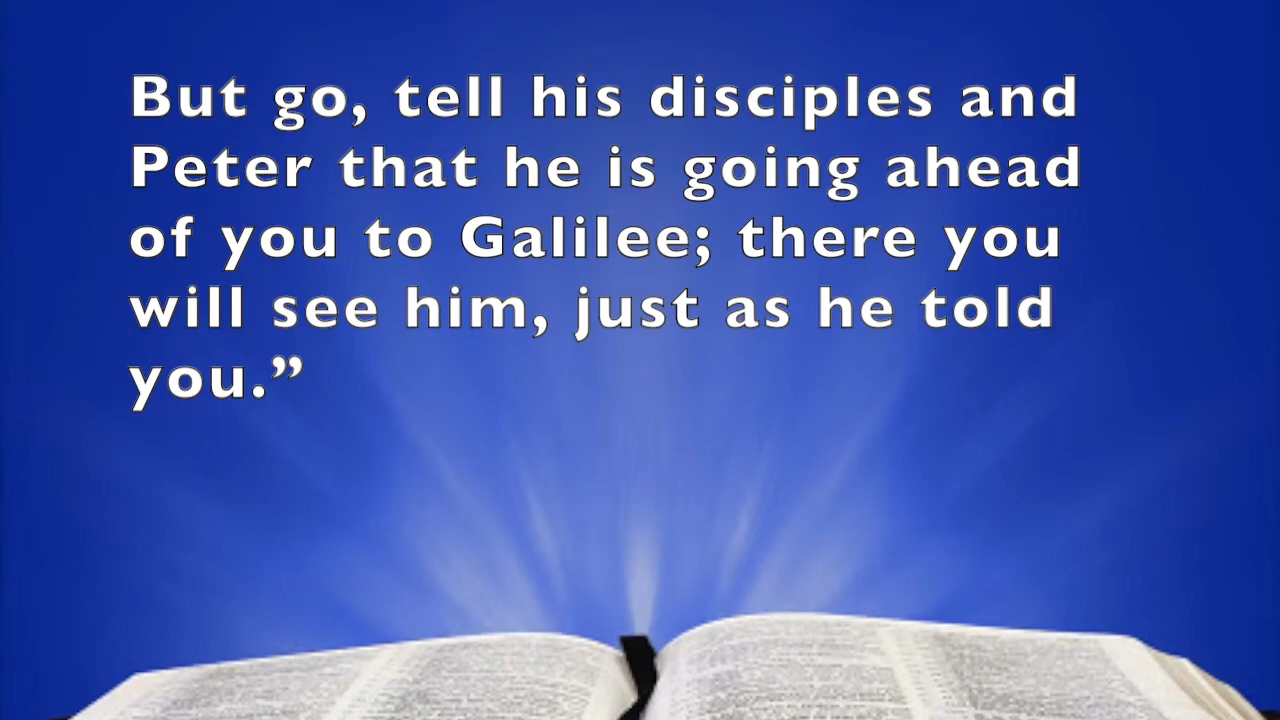 But go, tell his disciples and
Peter that he is going ahead
of you to Galilee; there you
will see him, just as he told
you.”